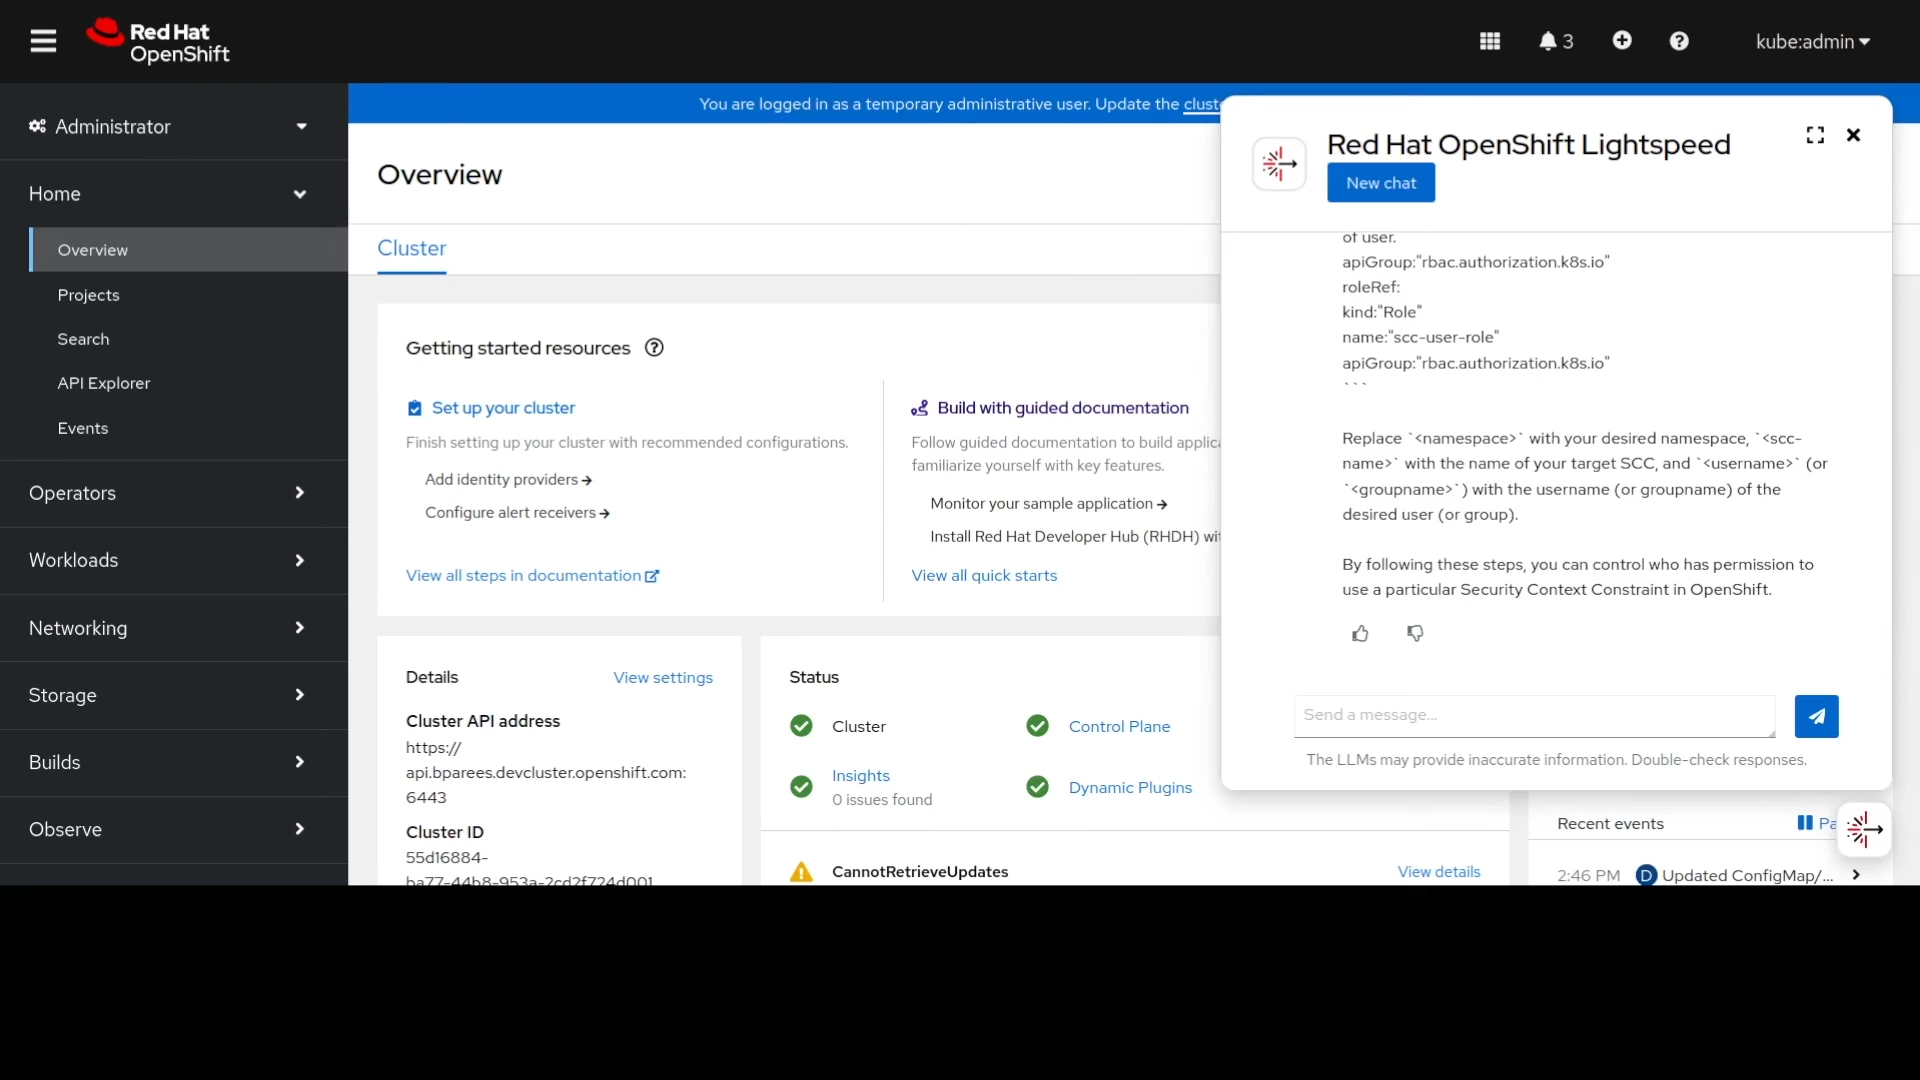 Red Hat
OpenShift
3
kube:admin
Administrator
Home
Overview
Projects
Search
API Explorer
Events
Operators
Workloads
Networking
Storage
Builds
Observe
You are logged in as a temporary administrative user. Update the cluste
Overview
Cluster
Getting started resources
Set up your cluster
Finish setting up your cluster with recommended configurations.
Add identity providers
Configure alert receivers
View all steps in documentation
Build with guided documentation
Follow guided documentation to build applica
familiarize yourself with key features.
Monitor your sample application
Install Red Hat Developer Hub (RHDH) wit
View all quick starts
Details
View settings
Cluster API address
https://
api.bparees.devcluster.openshift.com:
6443
Cluster ID
55d16884-
ba77-44b8-953a-2cd2f724d001
Status
Cluster
Control Plane
Insights
0 issues found
Dynamic Plugins
CannotRetrieveUpdates
View details
Red Hat OpenShift Lightspeed
New chat
of user.
apiGroup:"rbac.authorization.k8s.io"
roleRef:
kind:"Role"
name:"scc-user-role"
apiGroup:"rbac.authorization.k8s.io"
```
Replace `<namespace>` with your desired namespace, `<scc-
name>` with the name of your target SCC, and `<username>` (or
`<groupname>`) with the username (or groupname) of the
desired user (or group).
By following these steps, you can control who has permission to
use a particular Security Context Constraint in OpenShift.
Send a message...
The LLMs may provide inaccurate information. Double-check responses.
Recent events
Pa
2:46 PM
D
Updated ConfigMap/...